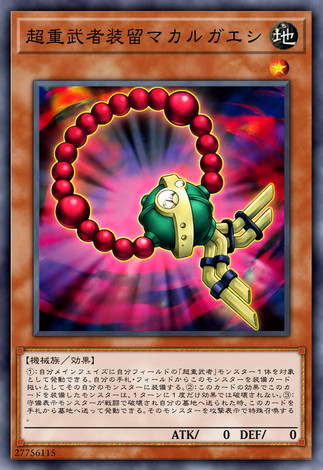 超重武者装留マカルガエシ
地
【機械族／効果】
①：自分メインフェイズに自分フィールドの「超重武者」モンスター１体を対象
として発動できる。自分の手札・フィールドからこのモンスターを装備カード
扱いとしてその自分のモンスターに装備する。②：このカードの効果でこのカ
ードを装備したモンスターは、１ターンに１度だけ効果では破壊されない。③：
守備表示モンスターが戦闘で破壊され自分の墓地へ送られた時、このカードを
手札から墓地へ送って発動できる。そのモンスターを攻撃表示で特殊召喚す
る。
ATK/ 0 DEF/ 0
27756115